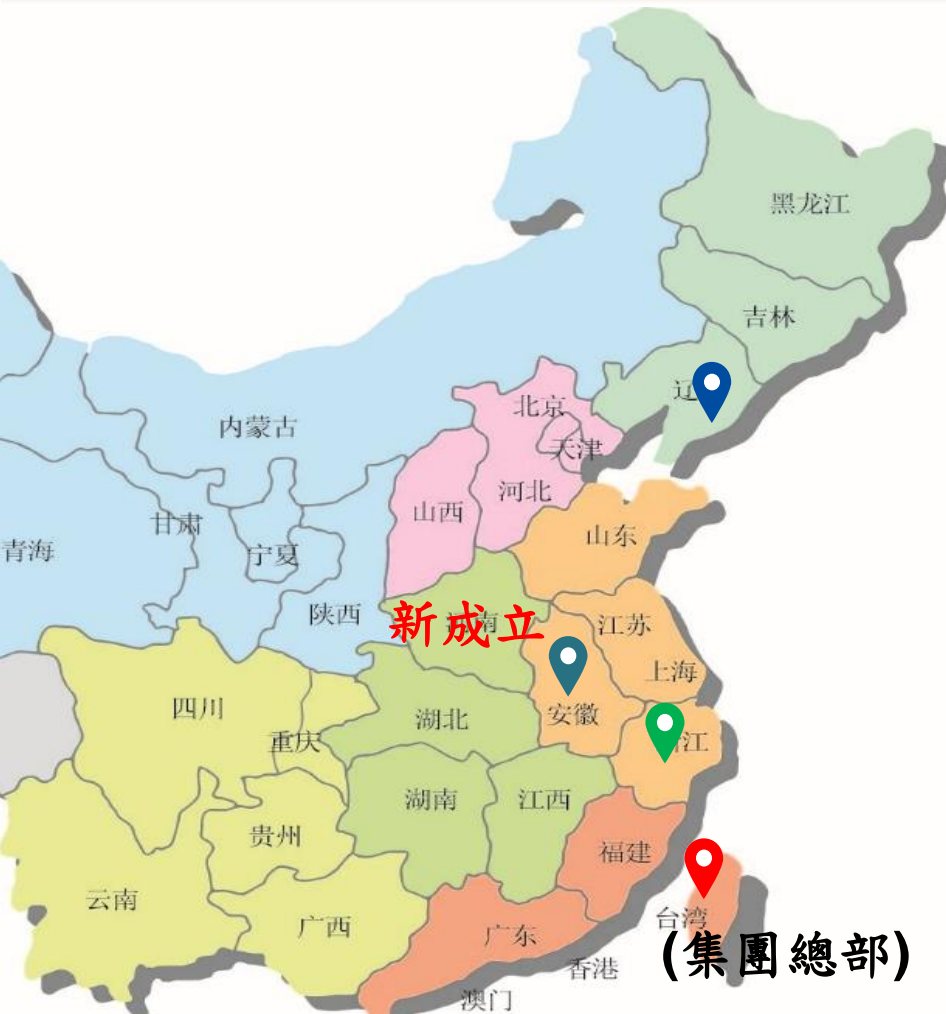 黑龙江
吉林
辽
北京
内蒙古
天津
河北
山西
甘肃
山东
青海
宁夏
陕西
新成立
南
江苏
上海
四川
安徽
湖北
重庆
江
湖南
江西
贵州
福建
云南
台湾
广西
广东
(集團總部)
香港
澳门